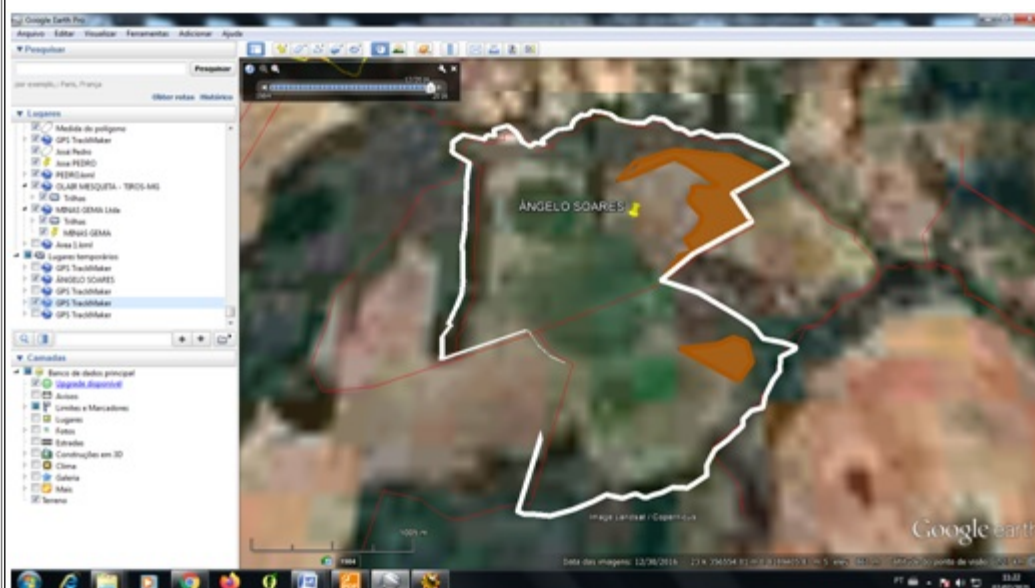 Google Earth Pro
Arquivo Editar Visualizar Ferramentas Adicionar Ajuda
Pesquisar
Pesquisar
por exemplo,: Paris, França
Obter rotas Histórico
Lugares
Medida do polígono
GPS TrackMaker
José Pedro
Jose PEDRO
PEDRO.kml
OLAIR MESQUITA - TIROS-MG
Trilhas
MINAS GEMA Ltda
Trilhas
MINAS GEMA
Area 1.kml
Lugares temporários
GPS TrackMaker
ÂNGELO SOARES
GPS TrackMaker
GPS TrackMaker
GPS TrackMaker
Camadas
Banco de dados principal
Upgrade disponível
Avisos
Limites e Marcadores
Lugares
Fotos
Estradas
Construções em 3D
Clima
Galeria
Mais
Terreno
ÂNGELO SOARES
Image Landsat / Copernicus
Google earth
1984
Data das imagens: 12/30/2016 23 K
PT